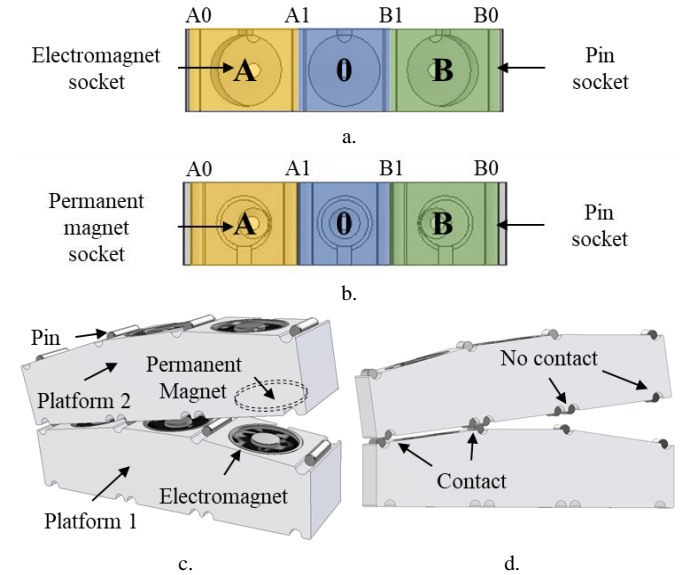 A0 A1 B1 B0
Electromagnet
socket
A 0 B
Pin
socket
a.
A0 A1 B1 B0
Permanent
magnet
socket
A 0 B
Pin
socket
b.
Pin
Platform 2
Permanent
Magnet
Electromagnet
Platform 1
c.
No contact
Contact
d.